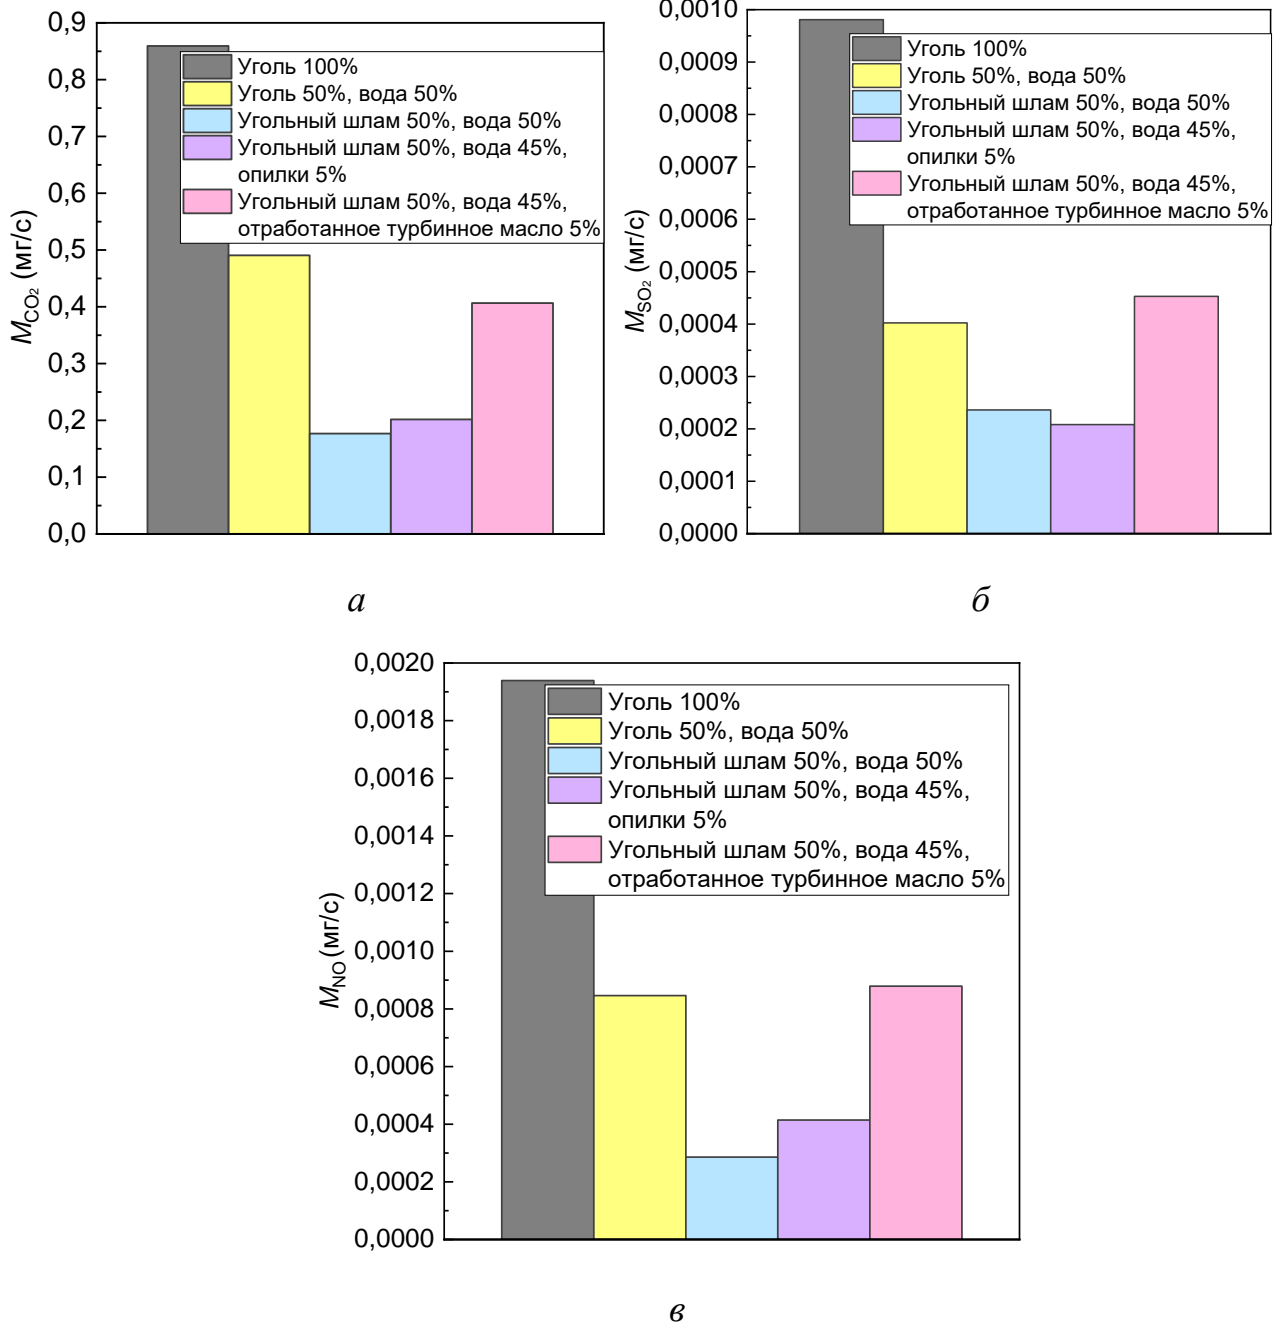 0,9
0,8
0,7
0,6
0,5
0,4
0,3
0,2
0,1
0,0
M_CO₂ (мг/с)
Уголь 100%
Уголь 50%, вода 50%
Угольный шлам 50%, вода 50%
Угольный шлам 50%, вода 45%,
опилки 5%
Угольный шлам 50%, вода 45%,
отработанное турбинное масло 5%
а
0,0010
0,0009
0,0008
0,0007
0,0006
0,0005
0,0004
0,0003
0,0002
0,0001
0,0000
M_SO₂ (мг/с)
Уголь 100%
Уголь 50%, вода 50%
Угольный шлам 50%, вода 50%
Угольный шлам 50%, вода 45%,
опилки 5%
Угольный шлам 50%, вода 45%,
отработанное турбинное масло 5%
б
0,0020
0,0018
0,0016
0,0014
0,0012
0,0010
0,0008
0,0006
0,0004
0,0002
0,0000
M_NO (мг/с)
Уголь 100%
Уголь 50%, вода 50%
Угольный шлам 50%, вода 50%
Угольный шлам 50%, вода 45%,
опилки 5%
Угольный шлам 50%, вода 45%,
отработанное турбинное масло 5%
в